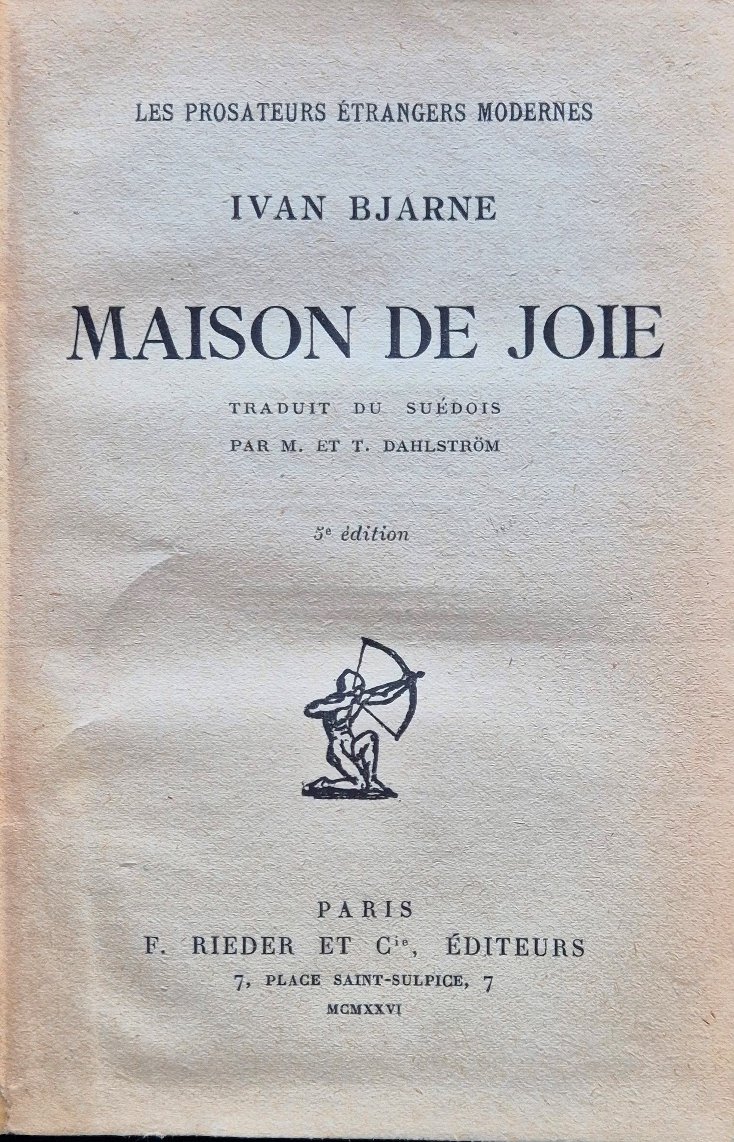 LES PROSATEURS ÉTRANGERS MODERNES
IVAN BJARNE
MAISON DE JOIE
TRADUIT DU SUÉDOIS
PAR M. ET T. DAHLSTRÖM
5e édition
PARIS
F. RIEDER ET Cie, ÉDITEURS
7, PLACE SAINT-SULPICE, 7
MCMXXVI